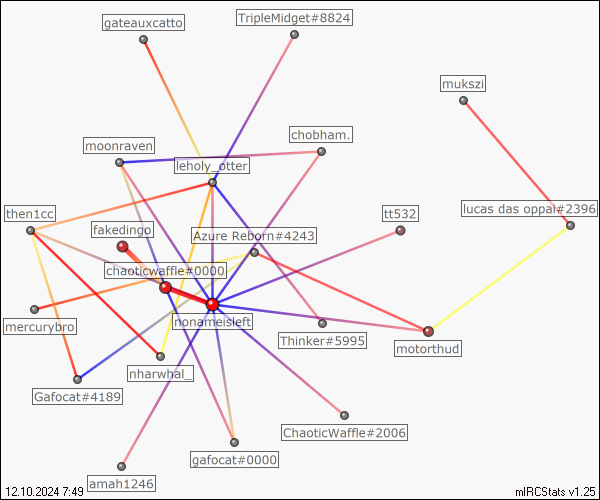 TripleMidget#8824
gateauxcatto
mukszi
chobham.
moonraven
leholy_otter
then1cc
tt532
lucas das oppal#2396
fakedingo
Azure Reborn#4243
chaoticwaffle#0000
nonameisleft
mercurybro
Thinker#5995
motorthud
nharwhal_
Gafocat#4189
ChaoticWaffle#2006
gafocat#0000
amah1246
12.10.2024 7:49
mIRCStats v1.25